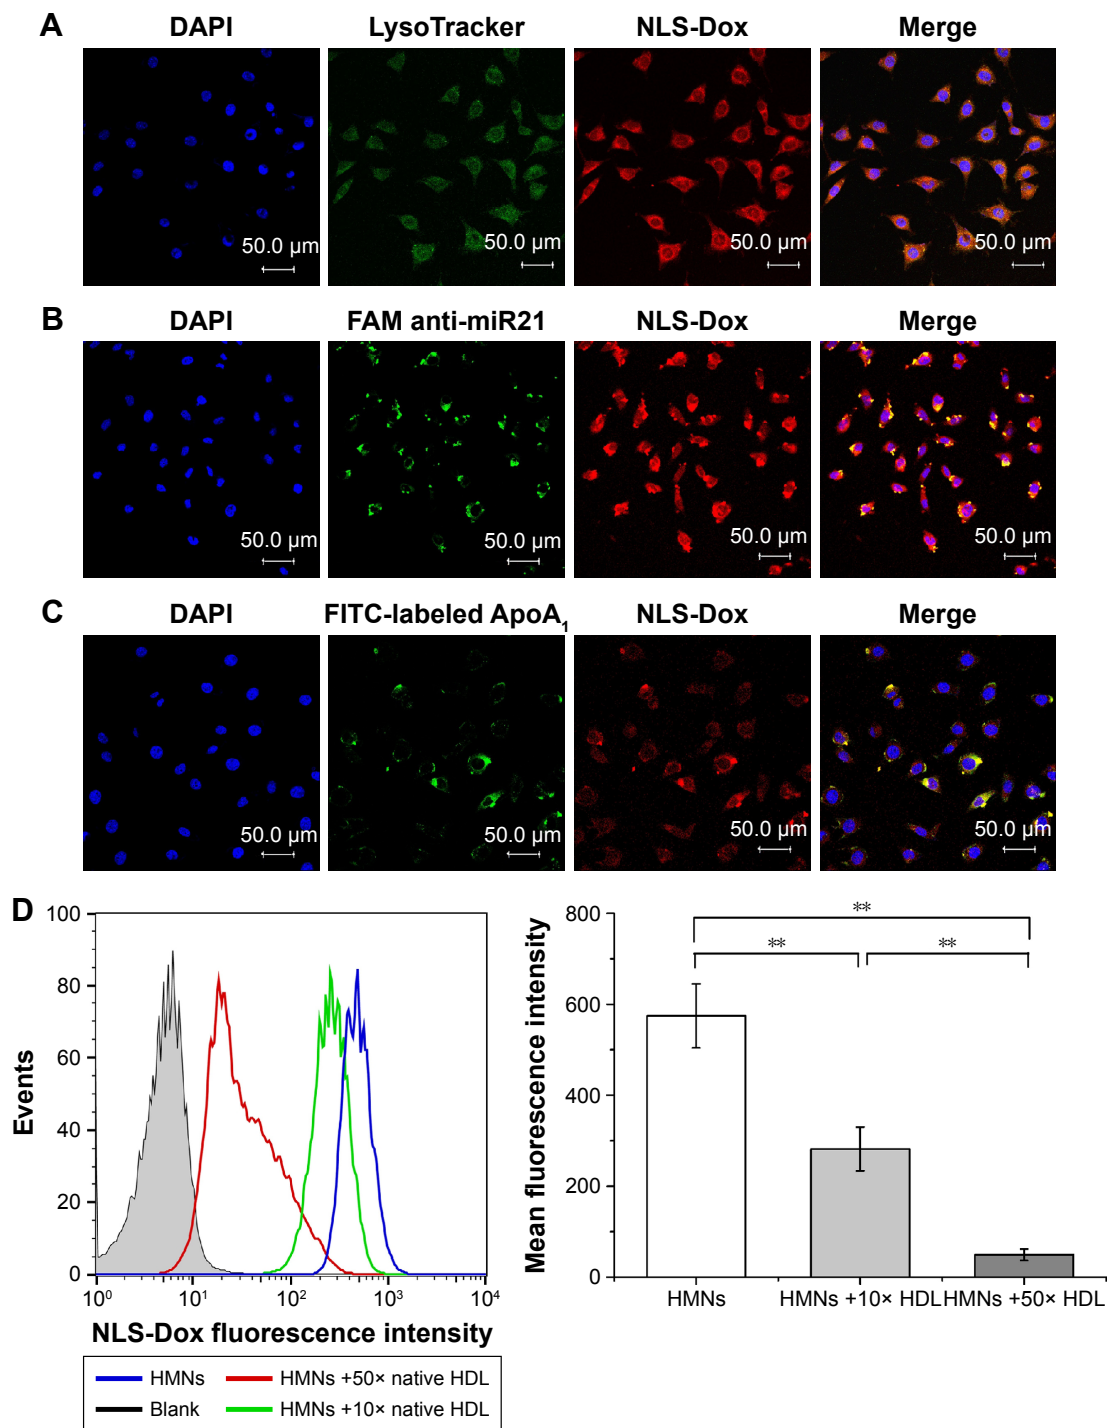 A DAPI LysoTracker NLS-Dox Merge
50.0 µm 50.0 µm 50.0 µm 50.0 µm
B DAPI FAM anti-miR21 NLS-Dox Merge
50.0 µm 50.0 µm 50.0 µm 50.0 µm
C DAPI FITC-labeled ApoA₁ NLS-Dox Merge
50.0 µm 50.0 µm 50.0 µm 50.0 µm
D
Events
100
80
60
40
20
0
10⁰ 10¹ 10² 10³ 10⁴
NLS-Dox fluorescence intensity
HMNs HMNs +50× native HDL
Blank HMNs +10× native HDL
Mean fluorescence intensity
800
600
400
200
0
**
** **
HMNs HMNs +10× HDL HMNs +50× HDL